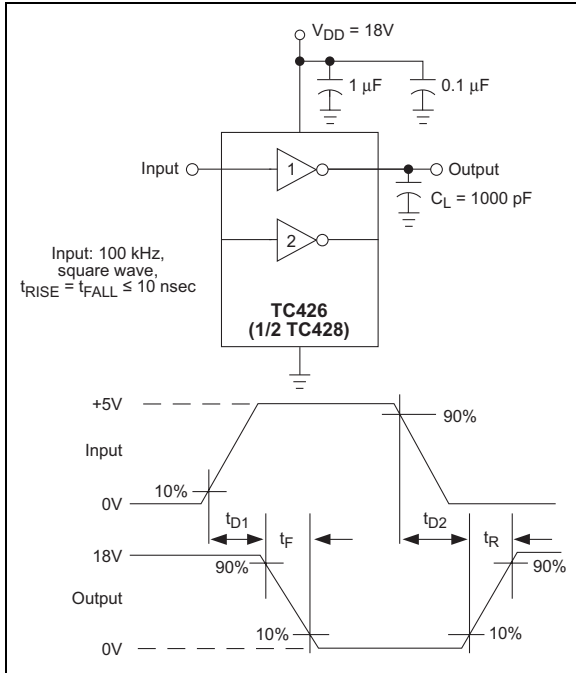 V_DD = 18V
1 μF
0.1 μF
Input
1
Output
C_L = 1000 pF
2
Input: 100 kHz,
square wave,
t_RISE = t_FALL ≤ 10 nsec
TC426
(1/2 TC428)
+5V
90%
Input
10%
0V
t_D1
t_F
t_D2
t_R
18V
90%
90%
Output
10%
10%
0V